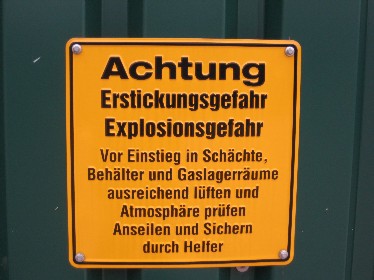 Achtung
Erstickungsgefahr
Explosionsgefahr
Vor Einstieg in Schächte,
Behälter und Gaslagerräume
ausreichend lüften und
Atmosphäre prüfen
Anseilen und Sichern
durch Helfer